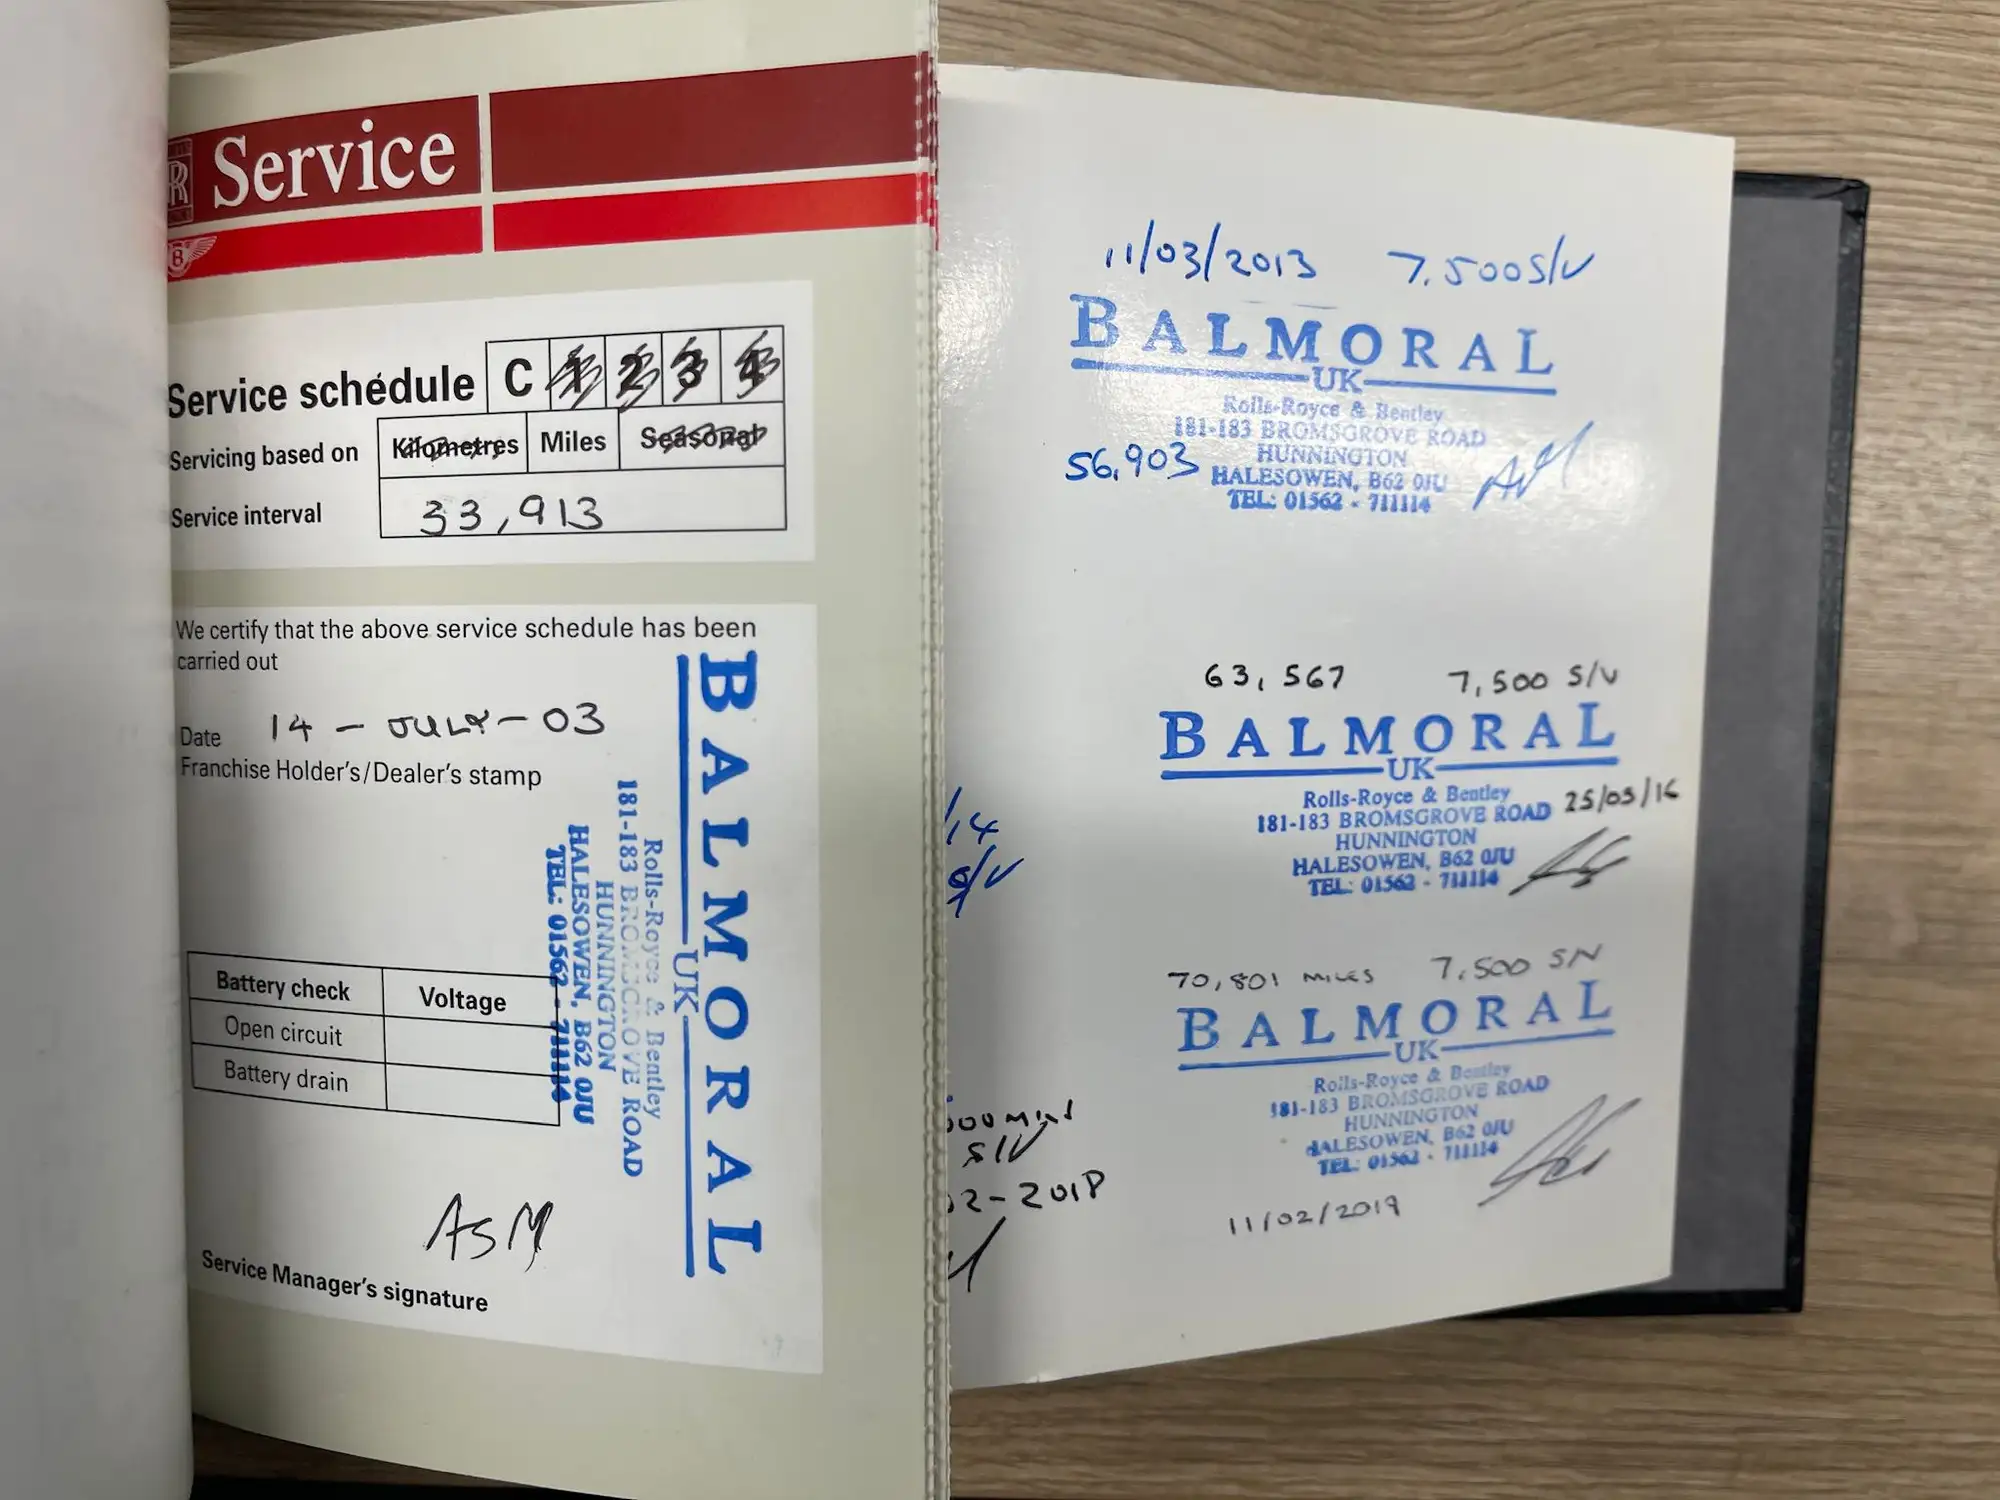 RR Service
B
Service schedule C 1 2 3 4
Servicing based on Kilometres Miles Seasonal
Service interval 33,913
We certify that the above service schedule has been
carried out
Date 14 - JULY - 03
Franchise Holder's/Dealer's stamp
BALMORAL
UK
Rolls-Royce & Bentley
181-183 BROMSGROVE ROAD
HUNNINGTON
HALESOWEN, B62 0JU
TEL: 01562 - 711114
Battery check Voltage
Open circuit
Battery drain
ASM
Service Manager's signature
/14
S/V
S/V
02-2018
11/03/2013 7.500 S/V
BALMORAL
UK
Rolls-Royce & Bentley
181-183 BROMSGROVE ROAD
HUNNINGTON
56,903 HALESOWEN, B62 0JU
TEL: 01562 - 711114
63,567 7,500 S/V
BALMORAL
UK
Rolls-Royce & Bentley
181-183 BROMSGROVE ROAD 25/05/16
HUNNINGTON
HALESOWEN, B62 0JU
TEL: 01562 - 711114
70,801 MILES 7.500 S/V
BALMORAL
UK
Rolls-Royce & Bentley
181-183 BROMSGROVE ROAD
HUNNINGTON
HALESOWEN, B62 0JU
TEL: 01562 - 711114
11/02/2019